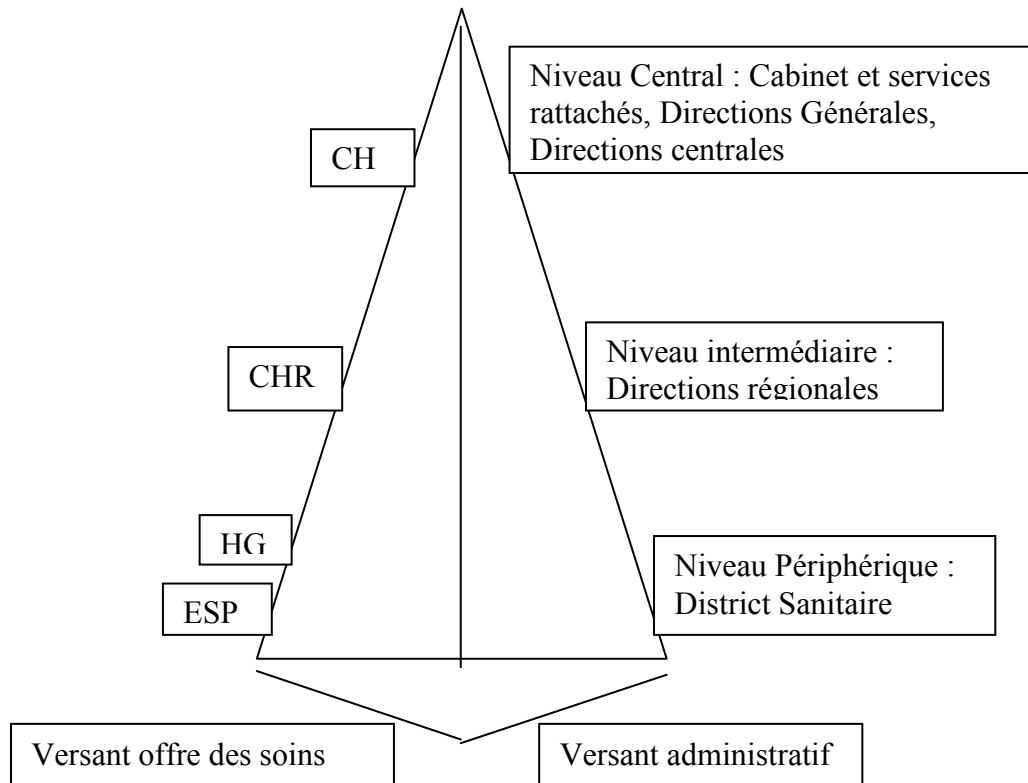 Niveau Central : Cabinet et services
rattachés, Directions Générales,
Directions centrales
CH
Niveau intermédiaire :
Directions régionales
CHR
HG
ESP
Niveau Périphérique :
District Sanitaire
Versant offre des soins
Versant administratif